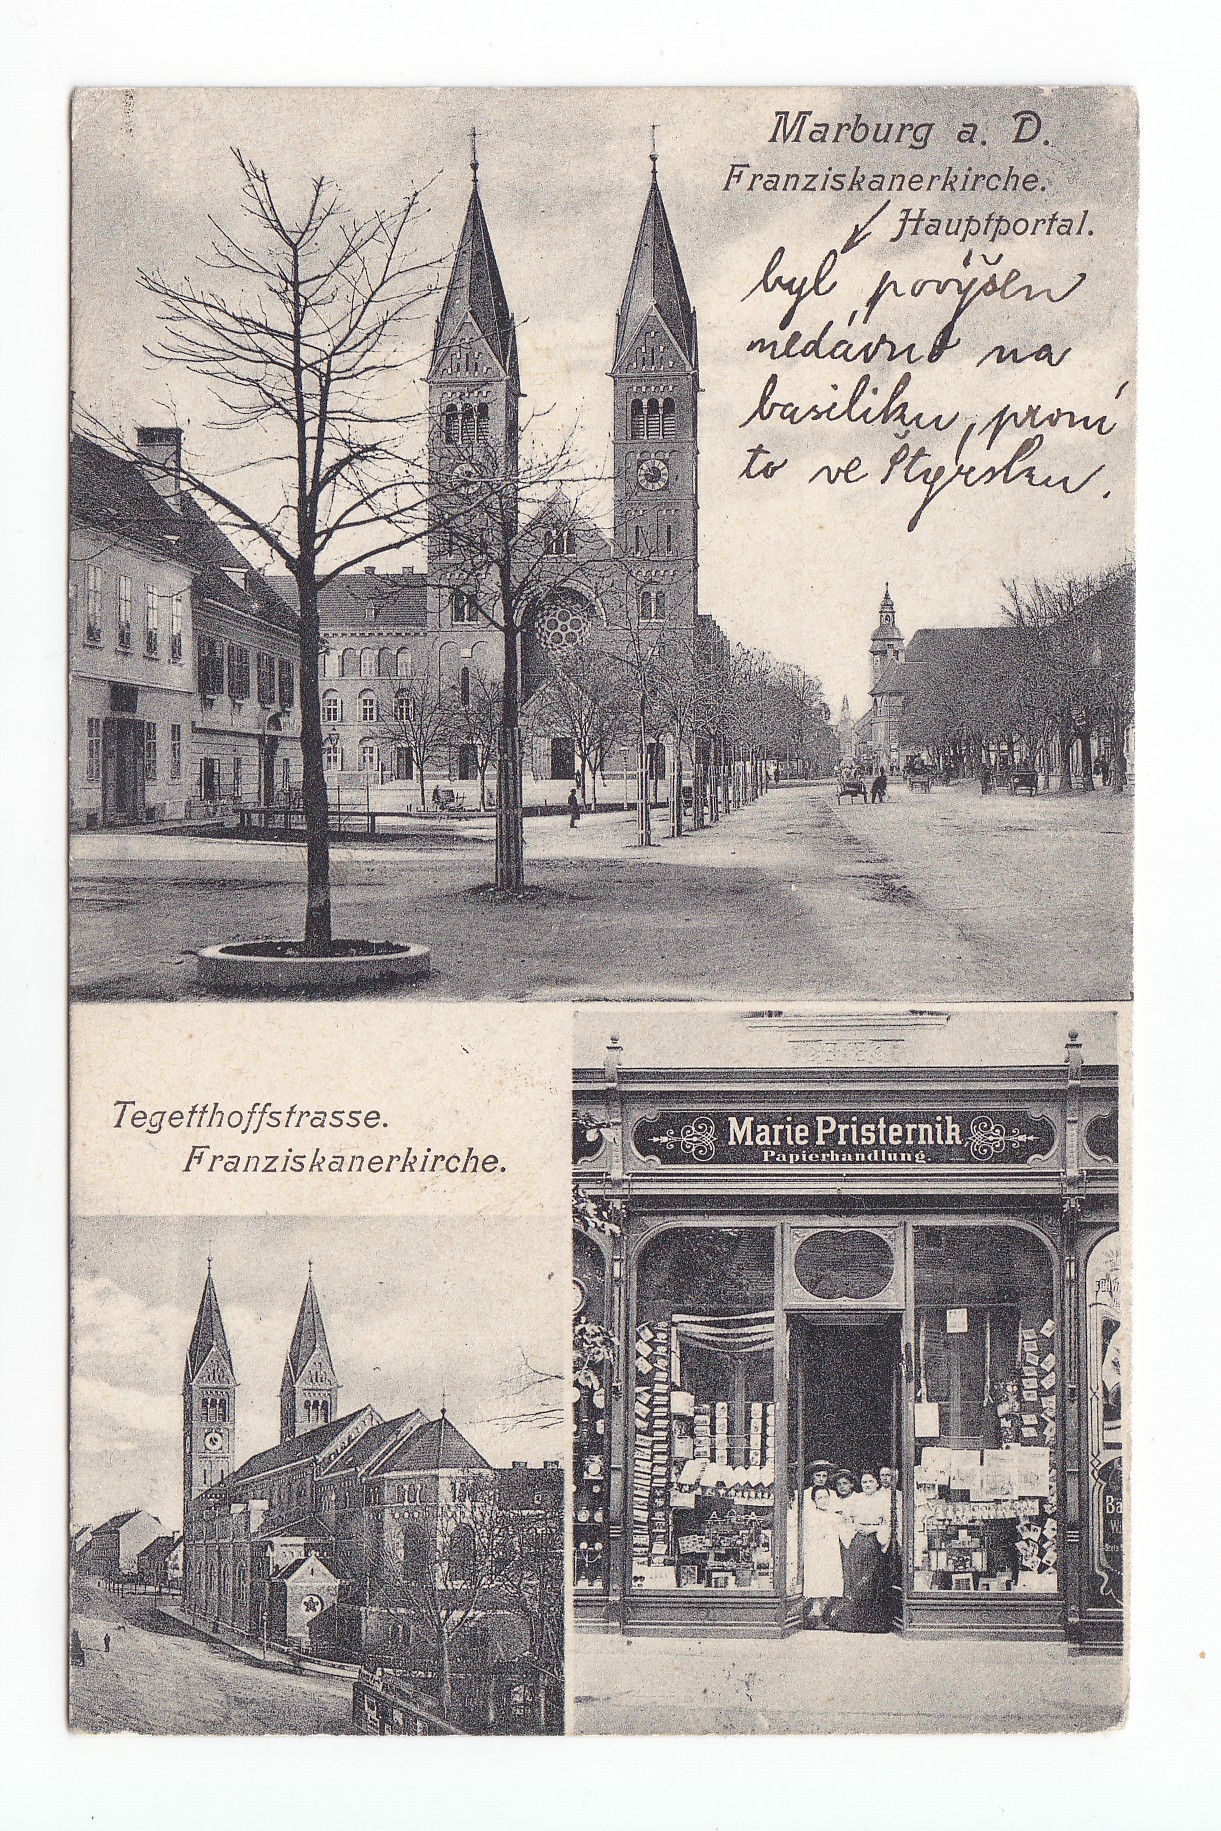 Marburg a. D.
Franziskanerkirche.
Hauptportal.
byl povýšen
nedávno na
basiliku, první
to ve Štyrsku.
Tegetthoffstrasse.
Franziskanerkirche.
Marie Pristernik
Papierhandlung.